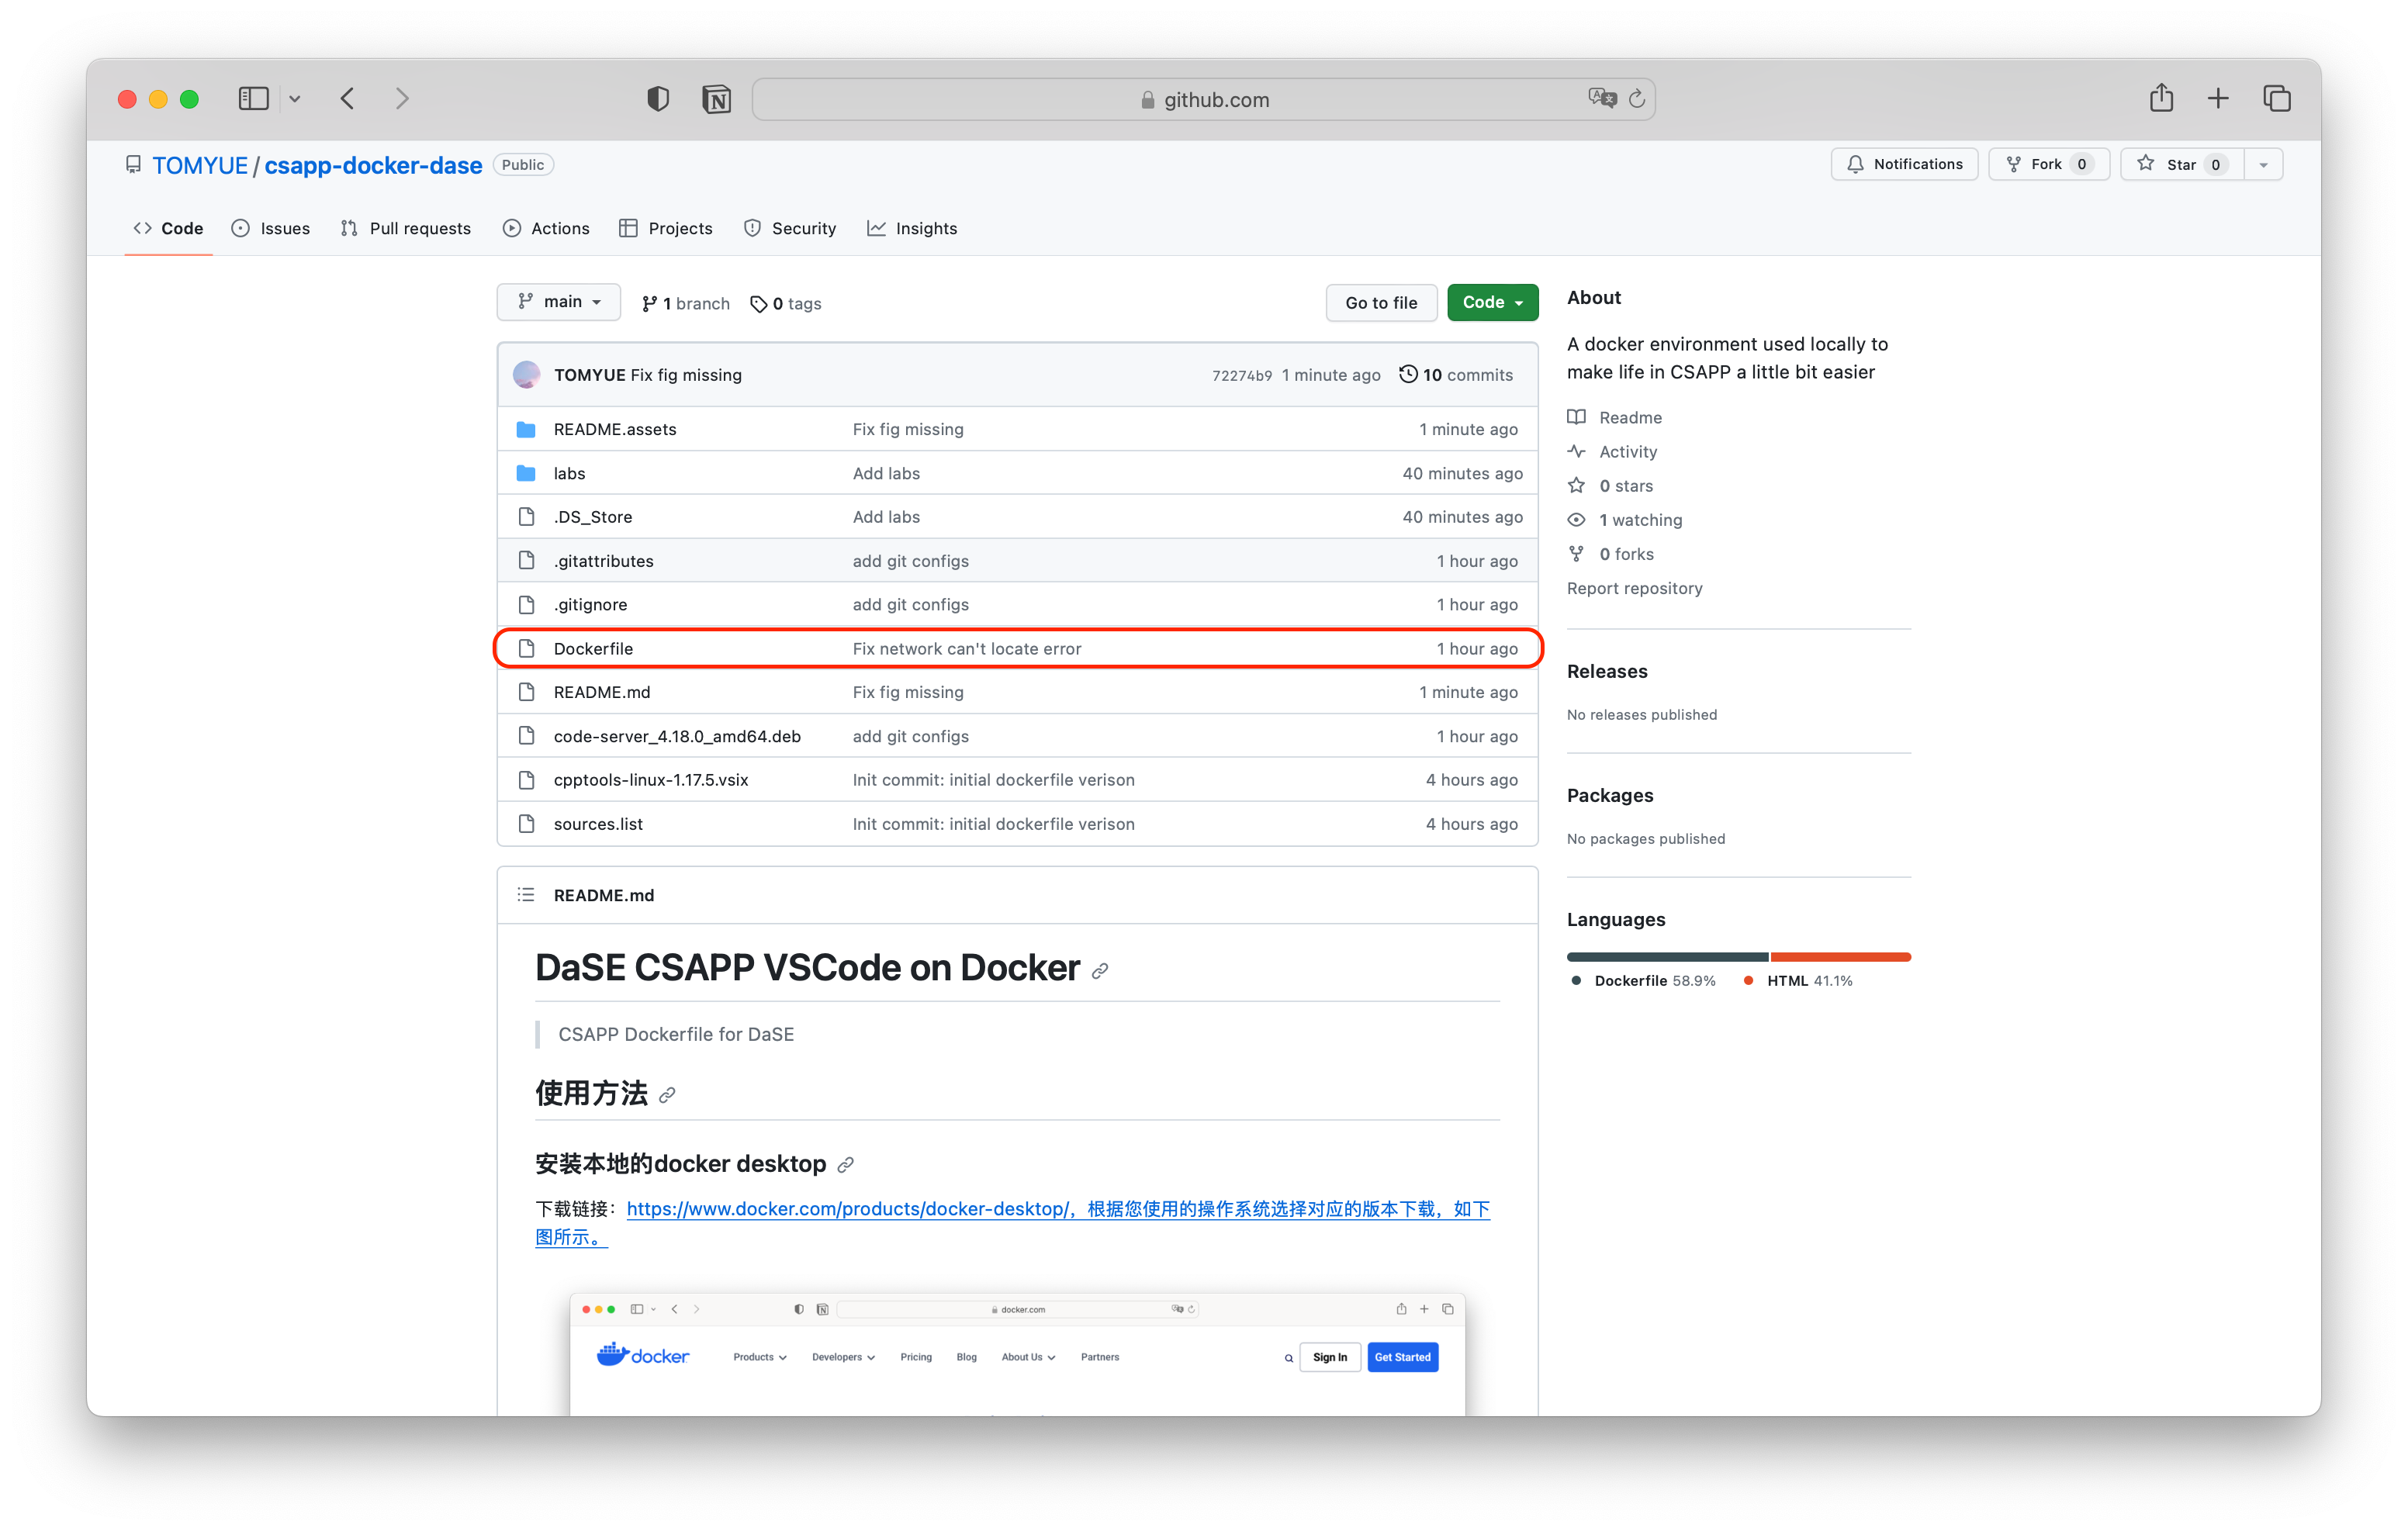 github.com
TOMYUE / csapp-docker-dase Public
Notifications Fork 0 Star 0
Code Issues Pull requests Actions Projects Security Insights
main 1 branch 0 tags Go to file Code
TOMYUE Fix fig missing 72274b9 1 minute ago 10 commits
README.assets Fix fig missing 1 minute ago
labs Add labs 40 minutes ago
.DS_Store Add labs 40 minutes ago
.gitattributes add git configs 1 hour ago
.gitignore add git configs 1 hour ago
Dockerfile Fix network can't locate error 1 hour ago
README.md Fix fig missing 1 minute ago
code-server_4.18.0_amd64.deb add git configs 1 hour ago
cpptools-linux-1.17.5.vsix Init commit: initial dockerfile verison 4 hours ago
sources.list Init commit: initial dockerfile verison 4 hours ago
README.md
DaSE CSAPP VSCode on Docker
CSAPP Dockerfile for DaSE
使用方法
安装本地的docker desktop
下载链接：https://www.docker.com/products/docker-desktop/，根据您使用的操作系统选择对应的版本下载，如下
图所示。
docker.com
docker Products Developers Pricing Blog About Us Partners Sign In Get Started
About
A docker environment used locally to
make life in CSAPP a little bit easier
Readme
Activity
0 stars
1 watching
0 forks
Report repository
Releases
No releases published
Packages
No packages published
Languages
Dockerfile 58.9% HTML 41.1%